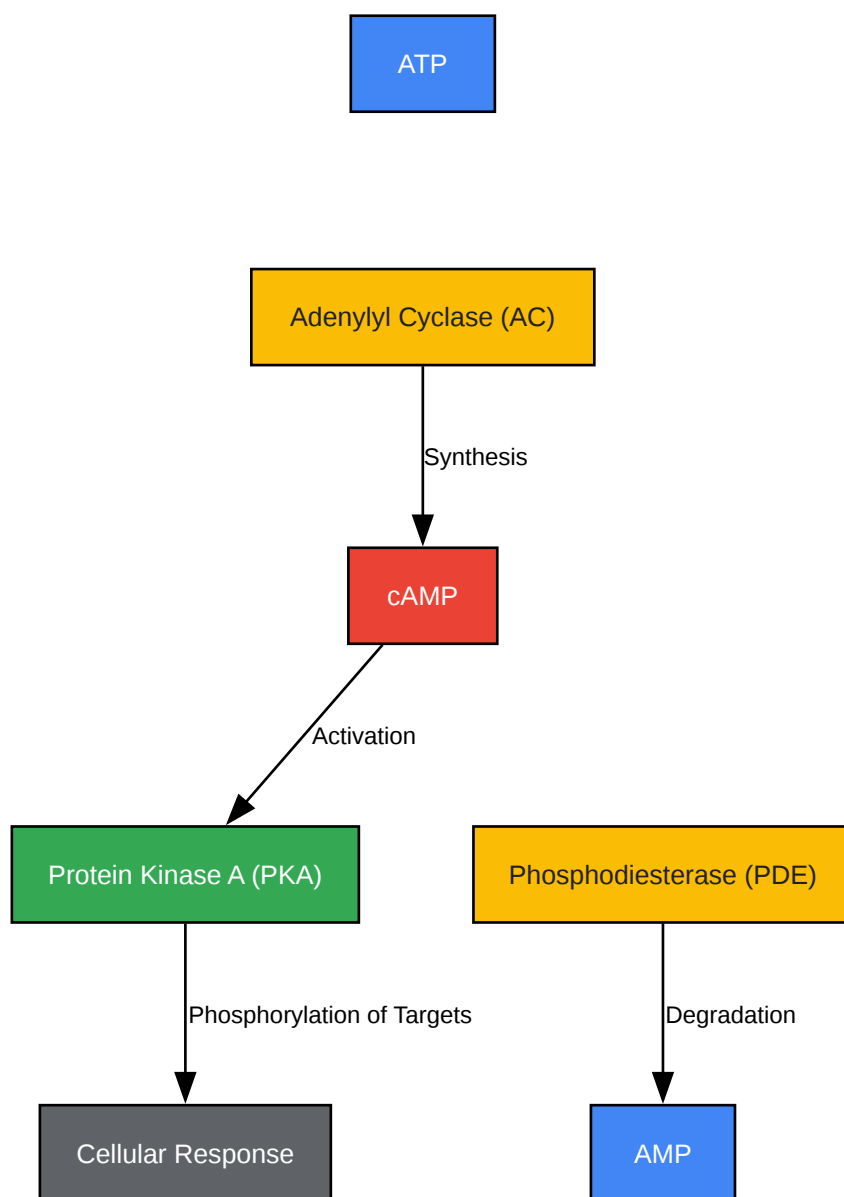 ATP
Adenylyl Cyclase (AC)
Synthesis
cAMP
Activation
Protein Kinase A (PKA)
Phosphodiesterase (PDE)
Phosphorylation of Targets
Degradation
Cellular Response
AMP